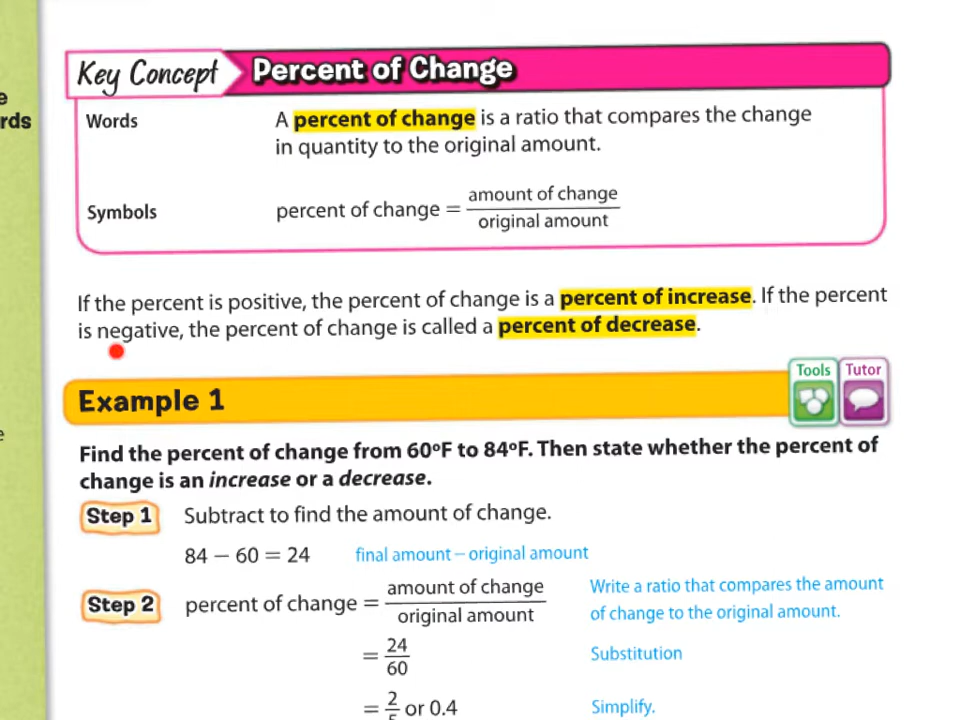 e
rds
Key Concept Percent of Change
Words
A percent of change is a ratio that compares the change
in quantity to the original amount.
Symbols
percent of change = amount of change / original amount
If the percent is positive, the percent of change is a percent of increase. If the percent
is negative, the percent of change is called a percent of decrease.
Example 1
Tools Tutor
Find the percent of change from 60°F to 84°F. Then state whether the percent of
change is an increase or a decrease.
Step 1 Subtract to find the amount of change.
84 − 60 = 24 final amount – original amount
Step 2 percent of change = amount of change / original amount
Write a ratio that compares the amount
of change to the original amount.
= 24/60 Substitution
= 2/5 or 0.4 Simplify.
e